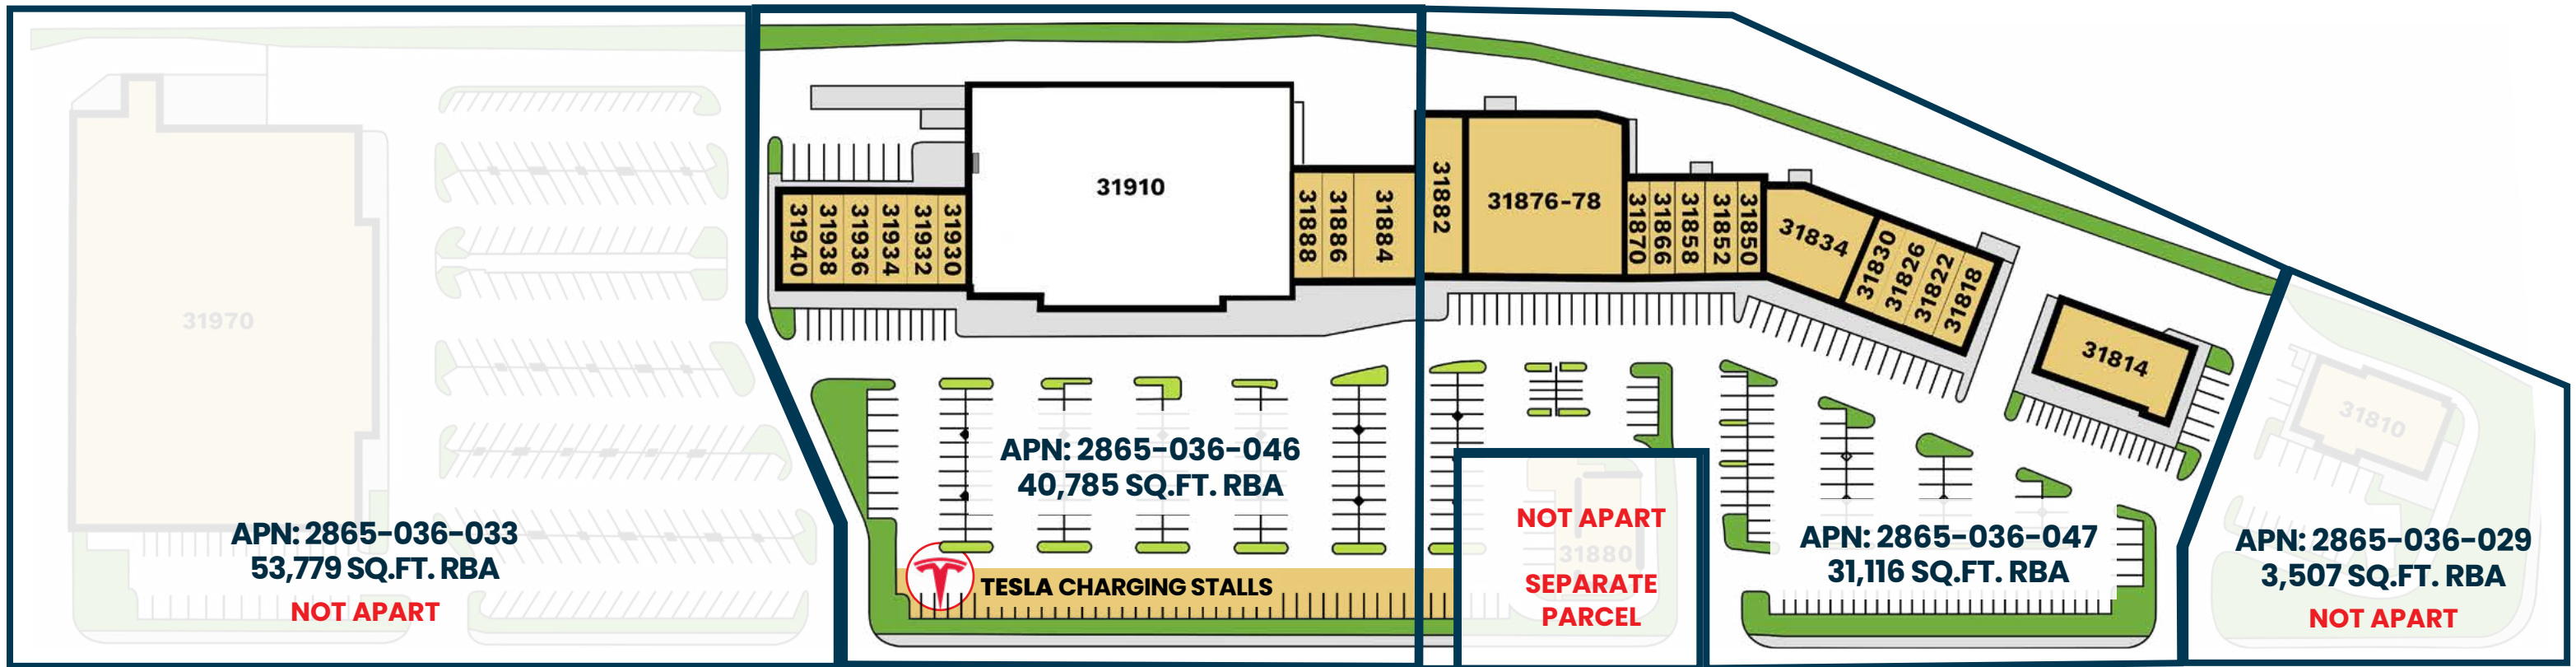 31970
APN: 2865-036-033
53,779 SQ.FT. RBA
NOT APART
31940
31938
31936
31934
31932
31930
31910
31888
31886
31884
APN: 2865-036-046
40,785 SQ.FT. RBA
TESLA CHARGING STALLS
31882
31876-78
31870
31866
31858
31852
31850
31834
31830
31826
31822
31818
31814
NOT APART
31880
SEPARATE
PARCEL
APN: 2865-036-047
31,116 SQ.FT. RBA
31810
APN: 2865-036-029
3,507 SQ.FT. RBA
NOT APART